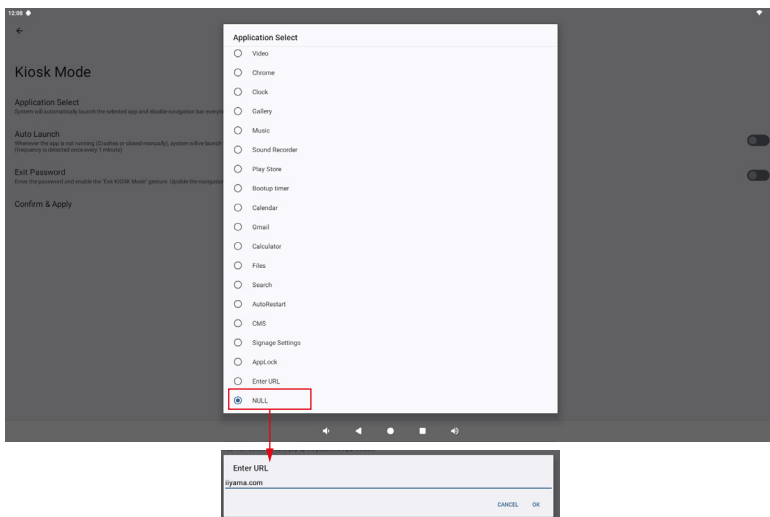 12:08
Application Select
Video
Chrome
Clock
Gallery
Music
Sound Recorder
Play Store
Bootup timer
Calendar
Gmail
Calculator
Files
Search
AutoRestart
CMS
Signage Settings
AppLock
Enter URL
NULL
Kiosk Mode
Application Select
System will automatically launch the selected app and disable navigation bar
Auto Launch
Whenever the app is not running (Crushes or closed manually), system will
(frequency is detected once every 1 minute)
Exit Password
Enter the password and enable the "Exit KIOSK Mode" gesture. Update the
Confirm & Apply
Enter URL
iiyama.com
CANCEL OK